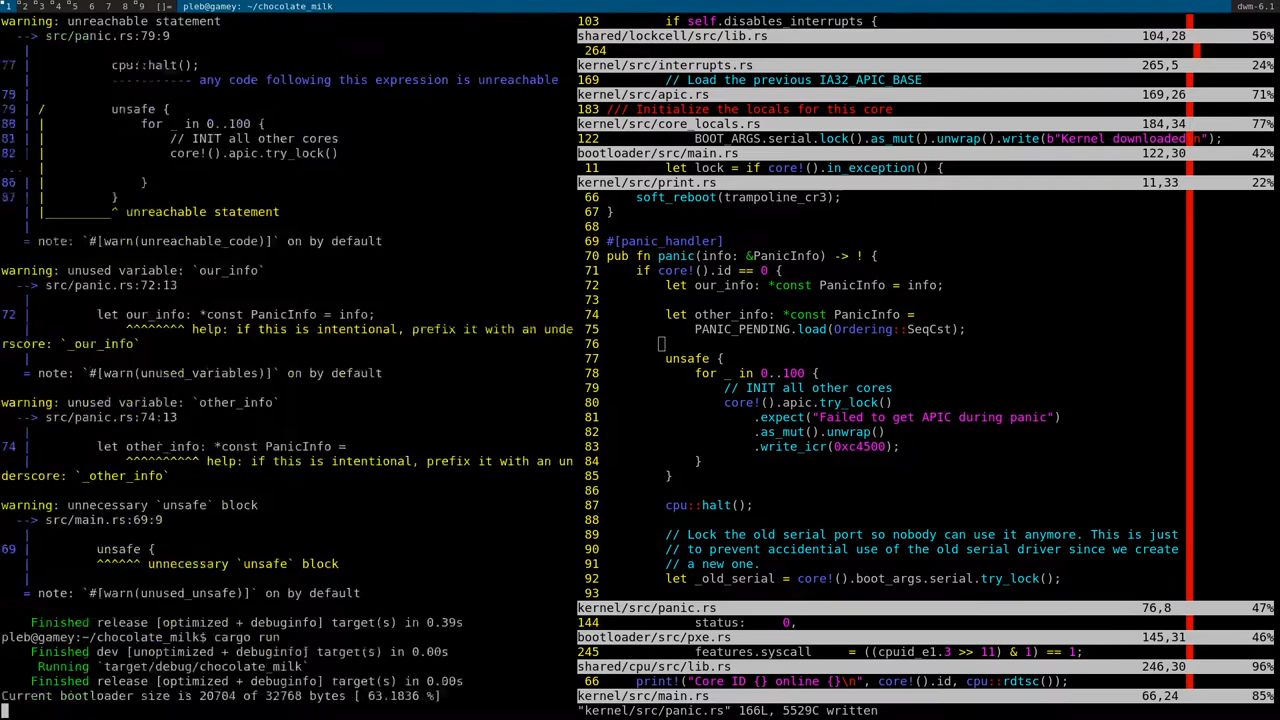 1 2 3 4 5 6 7 8 9 []= pleb@gamey: ~/chocolate_milk dwm-6.1
warning: unreachable statement
--> src/panic.rs:79:9
|
77 | cpu::halt();
| ----------- any code following this expression is unreachable
78 |
79 | / unsafe {
80 | | for _ in 0..100 {
81 | | // INIT all other cores
82 | | core!().apic.try_lock()
... |
86 | | }
87 | | }
| |_________^ unreachable statement
|
= note: `#[warn(unreachable_code)]` on by default
warning: unused variable: `our_info`
--> src/panic.rs:72:13
|
72 | let our_info: *const PanicInfo = info;
| ^^^^^^^^ help: if this is intentional, prefix it with an unde
rscore: `_our_info`
|
= note: `#[warn(unused_variables)]` on by default
warning: unused variable: `other_info`
--> src/panic.rs:74:13
|
74 | let other_info: *const PanicInfo =
| ^^^^^^^^^^ help: if this is intentional, prefix it with an un
derscore: `_other_info`
warning: unnecessary `unsafe` block
--> src/main.rs:69:9
|
69 | unsafe {
| ^^^^^^ unnecessary `unsafe` block
|
= note: `#[warn(unused_unsafe)]` on by default
Finished release [optimized + debuginfo] target(s) in 0.39s
pleb@gamey:~/chocolate_milk$ cargo run
Finished dev [unoptimized + debuginfo] target(s) in 0.00s
Running `target/debug/chocolate_milk`
Finished release [optimized + debuginfo] target(s) in 0.00s
Current bootloader size is 20704 of 32768 bytes [ 63.1836 %]
103 if self.disables_interrupts {
shared/lockcell/src/lib.rs 104,28 56%
264
kernel/src/interrupts.rs 265,5 24%
169 // Load the previous IA32_APIC_BASE
kernel/src/apic.rs 169,26 71%
183 /// Initialize the locals for this core
kernel/src/core_locals.rs 184,34 77%
122 BOOT_ARGS.serial.lock().as_mut().unwrap().write(b"Kernel downloaded\n");
bootloader/src/main.rs 122,30 42%
11 let lock = if core!().in_exception() {
kernel/src/print.rs 11,33 22%
66 soft_reboot(trampoline_cr3);
67 }
68
69 #[panic_handler]
70 pub fn panic(info: &PanicInfo) -> ! {
71 if core!().id == 0 {
72 let our_info: *const PanicInfo = info;
73
74 let other_info: *const PanicInfo =
75 PANIC_PENDING.load(Ordering::SeqCst);
76
77 unsafe {
78 for _ in 0..100 {
79 // INIT all other cores
80 core!().apic.try_lock()
81 .expect("Failed to get APIC during panic")
82 .as_mut().unwrap()
83 .write_icr(0xc4500);
84 }
85 }
86
87 cpu::halt();
88
89 // Lock the old serial port so nobody can use it anymore. This is just
90 // to prevent accidential use of the old serial driver since we create
91 // a new one.
92 let _old_serial = core!().boot_args.serial.try_lock();
93
kernel/src/panic.rs 76,8 47%
144 status: 0,
bootloader/src/pxe.rs 145,31 46%
245 features.syscall = ((cpuid_e1.3 >> 11) & 1) == 1;
shared/cpu/src/lib.rs 246,30 96%
66 print!("Core ID {} online {}\n", core!().id, cpu::rdtsc());
kernel/src/main.rs 66,24 85%
"kernel/src/panic.rs" 166L, 5529C written